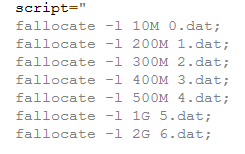 script="
fallocate -l 10M 0.dat;
fallocate -l 200M 1.dat;
fallocate -l 300M 2.dat;
fallocate -l 400M 3.dat;
fallocate -l 500M 4.dat;
fallocate -l 1G 5.dat;
fallocate -l 2G 6.dat;